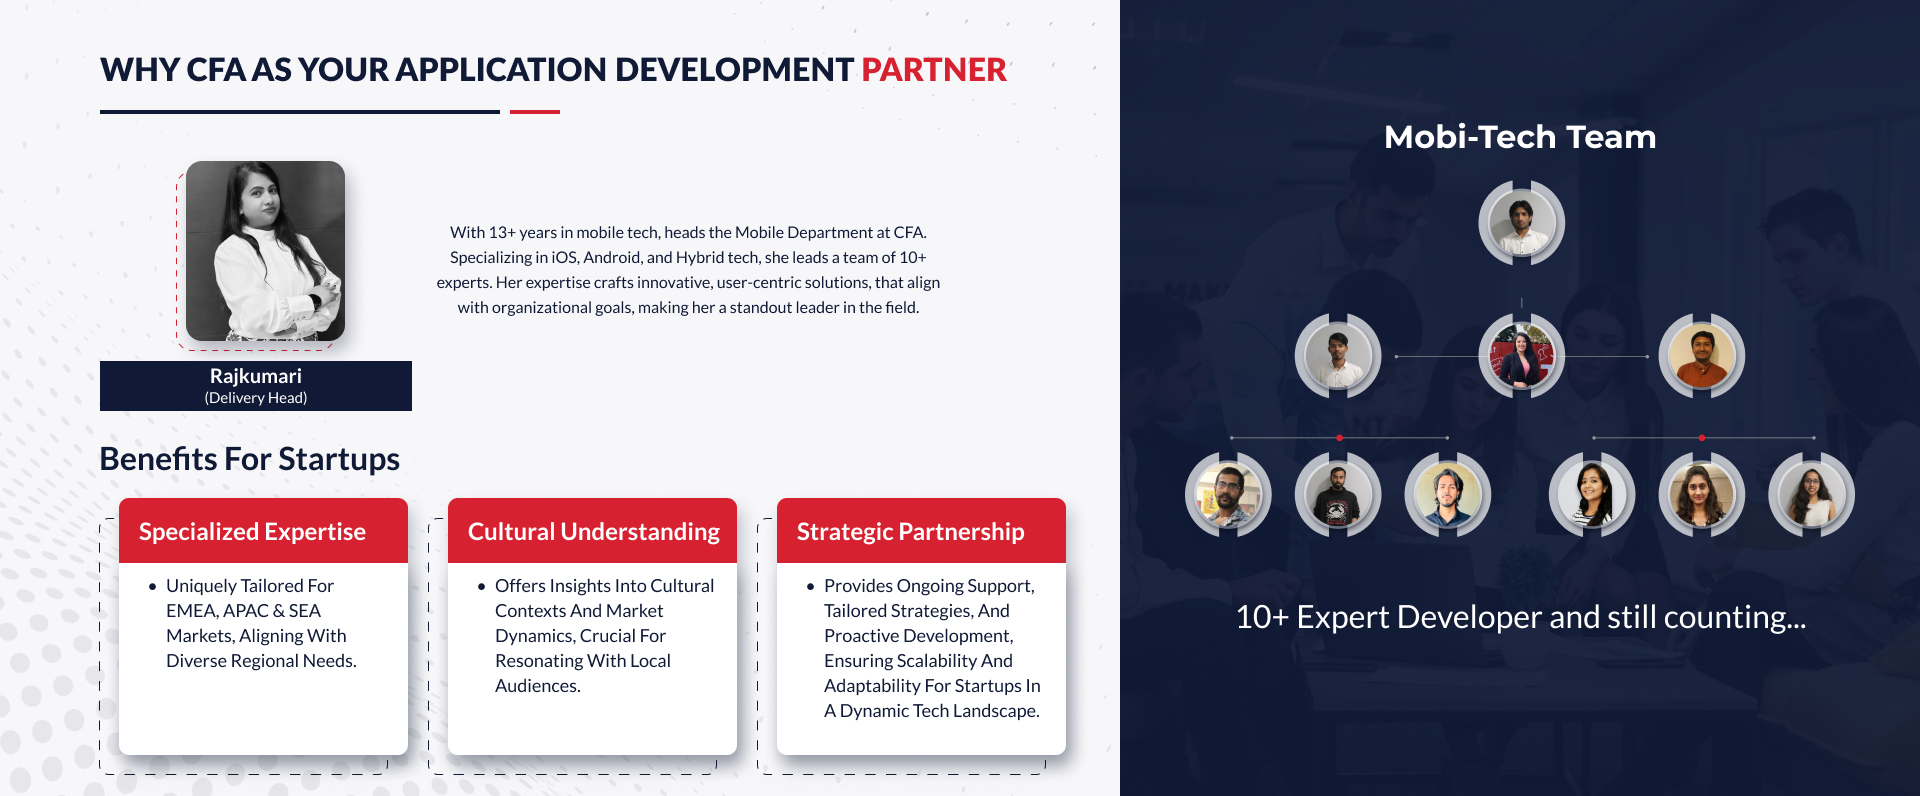 WHY CFA AS YOUR APPLICATION DEVELOPMENT PARTNER
With 13+ years in mobile tech, heads the Mobile Department at CFA.
Specializing in iOS, Android, and Hybrid tech, she leads a team of 10+
experts. Her expertise crafts innovative, user-centric solutions, that align
with organizational goals, making her a standout leader in the field.
Rajkumari
(Delivery Head)
Benefits For Startups
Specialized Expertise
• Uniquely Tailored For
EMEA, APAC & SEA
Markets, Aligning With
Diverse Regional Needs.
Cultural Understanding
• Offers Insights Into Cultural
Contexts And Market
Dynamics, Crucial For
Resonating With Local
Audiences.
Strategic Partnership
• Provides Ongoing Support,
Tailored Strategies, And
Proactive Development,
Ensuring Scalability And
Adaptability For Startups In
A Dynamic Tech Landscape.
Mobi-Tech Team
10+ Expert Developer and still counting...